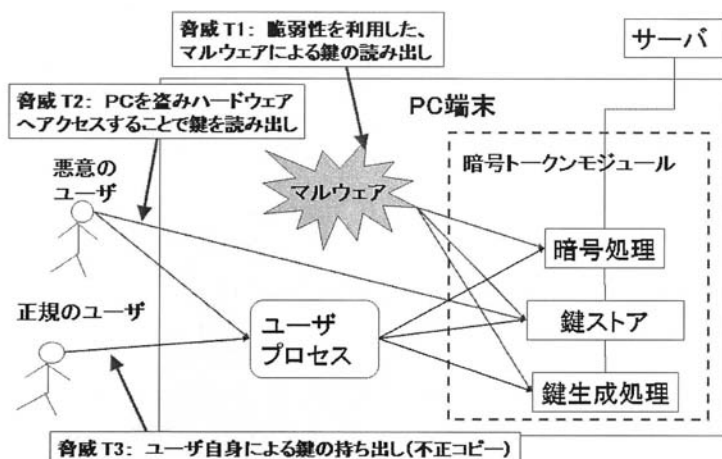 脅威 T1: 脆弱性を利用した、
マルウェアによる鍵の読み出し
サーバ
脅威 T2: PCを盗みハードウェア
へアクセスすることで鍵を読み出し
PC端末
悪意の
ユーザ
マルウェア
暗号トークンモジュール
暗号処理
正規のユーザ
ユーザ
プロセス
鍵ストア
鍵生成処理
脅威 T3: ユーザ自身による鍵の持ち出し(不正コピー)